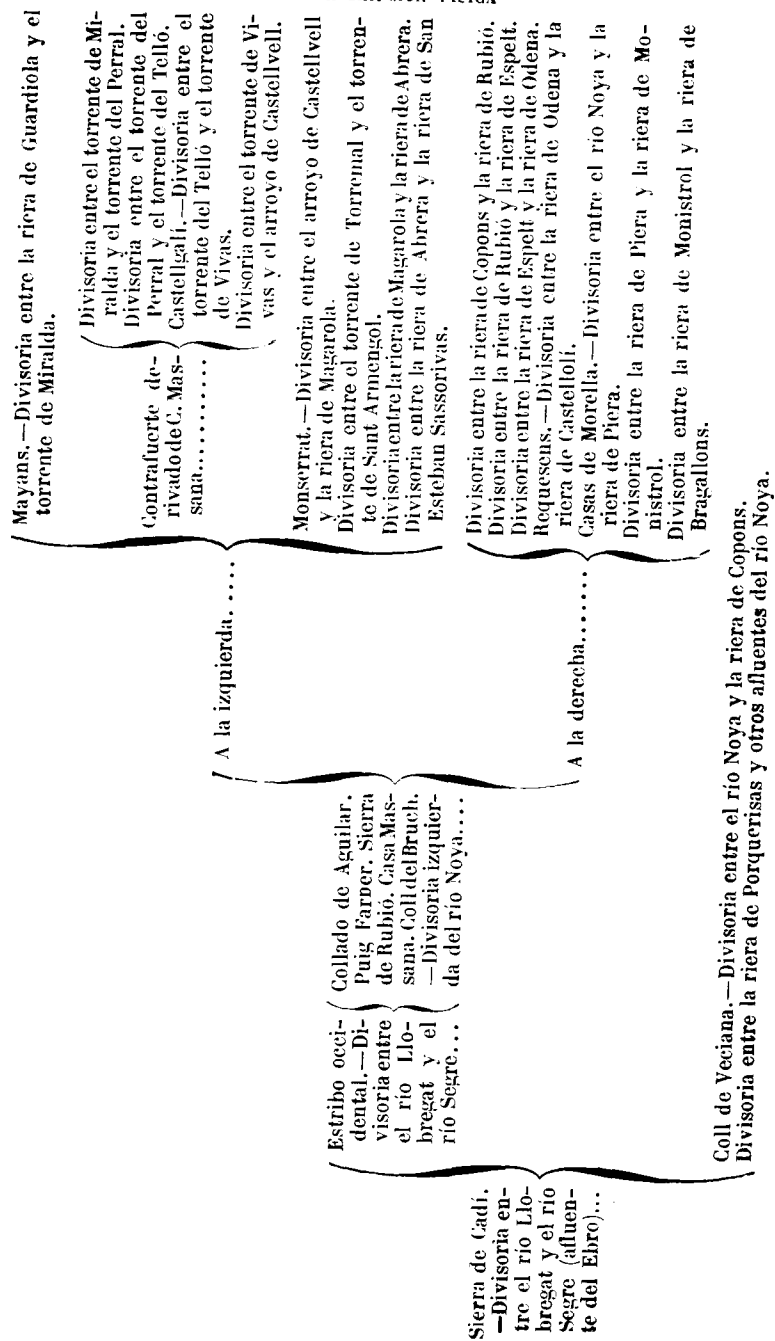 Sierra de Cadí.
—Divisoria en-
tre el río Llo-
bregat y el río
Segre (afluen-
te del Ebro)...
Estribo occi-
dental.—Di-
visoria entre
el río Llo-
bregat y el
río Segre...
Collado de Aguilar.
Puig Farner. Sierra
de Rubió. Casa Mas-
sana. Coll del Bruch.
—Divisoria izquier-
da del río Noya....
A la izquierda.....
Mayans.—Divisoria entre la riera de Guardiola y el
torrente de Miralda.
Contrafuerte de-
rivado de C. Mas-
sana..........
Divisoria entre el torrente de Mi-
ralda y el torrente del Perral.
Divisoria entre el torrente del
Perral y el torrente del Telló.
Castellgalí.—Divisoria entre el
torrente del Telló y el torrente
de Vivas.
Divisoria entre el torrente de Vi-
vas y el arroyo de Castellvell.
Monserrat.—Divisoria entre el arroyo de Castellvell
y la riera de Magarola.
Divisoria entre el torrente de Torremal y el torren-
te de Sant Armengol.
Divisoria entre la riera de Magarola y la riera de Abrera.
Divisoria entre la riera de Abrera y la riera de San
Esteban Sassorivas.
A la derecha.......
Divisoria entre la riera de Copons y la riera de Rubió.
Divisoria entre la riera de Rubió y la riera de Espelt.
Divisoria entre la riera de Espelt y la riera de Odena.
Requesens.—Divisoria entre la riera de Odena y la
riera de Castellolí.
Casas de Morella.—Divisoria entre el río Noya y la
riera de Piera.
Divisoria entre la riera de Piera y la riera de Mo-
nistrol.
Divisoria entre la riera de Monistrol y la riera de
Bragallons.
Coll de Veciana.—Divisoria entre el río Noya y la riera de Copons.
Divisoria entre la riera de Porquerisas y otros afluentes del río Noya.